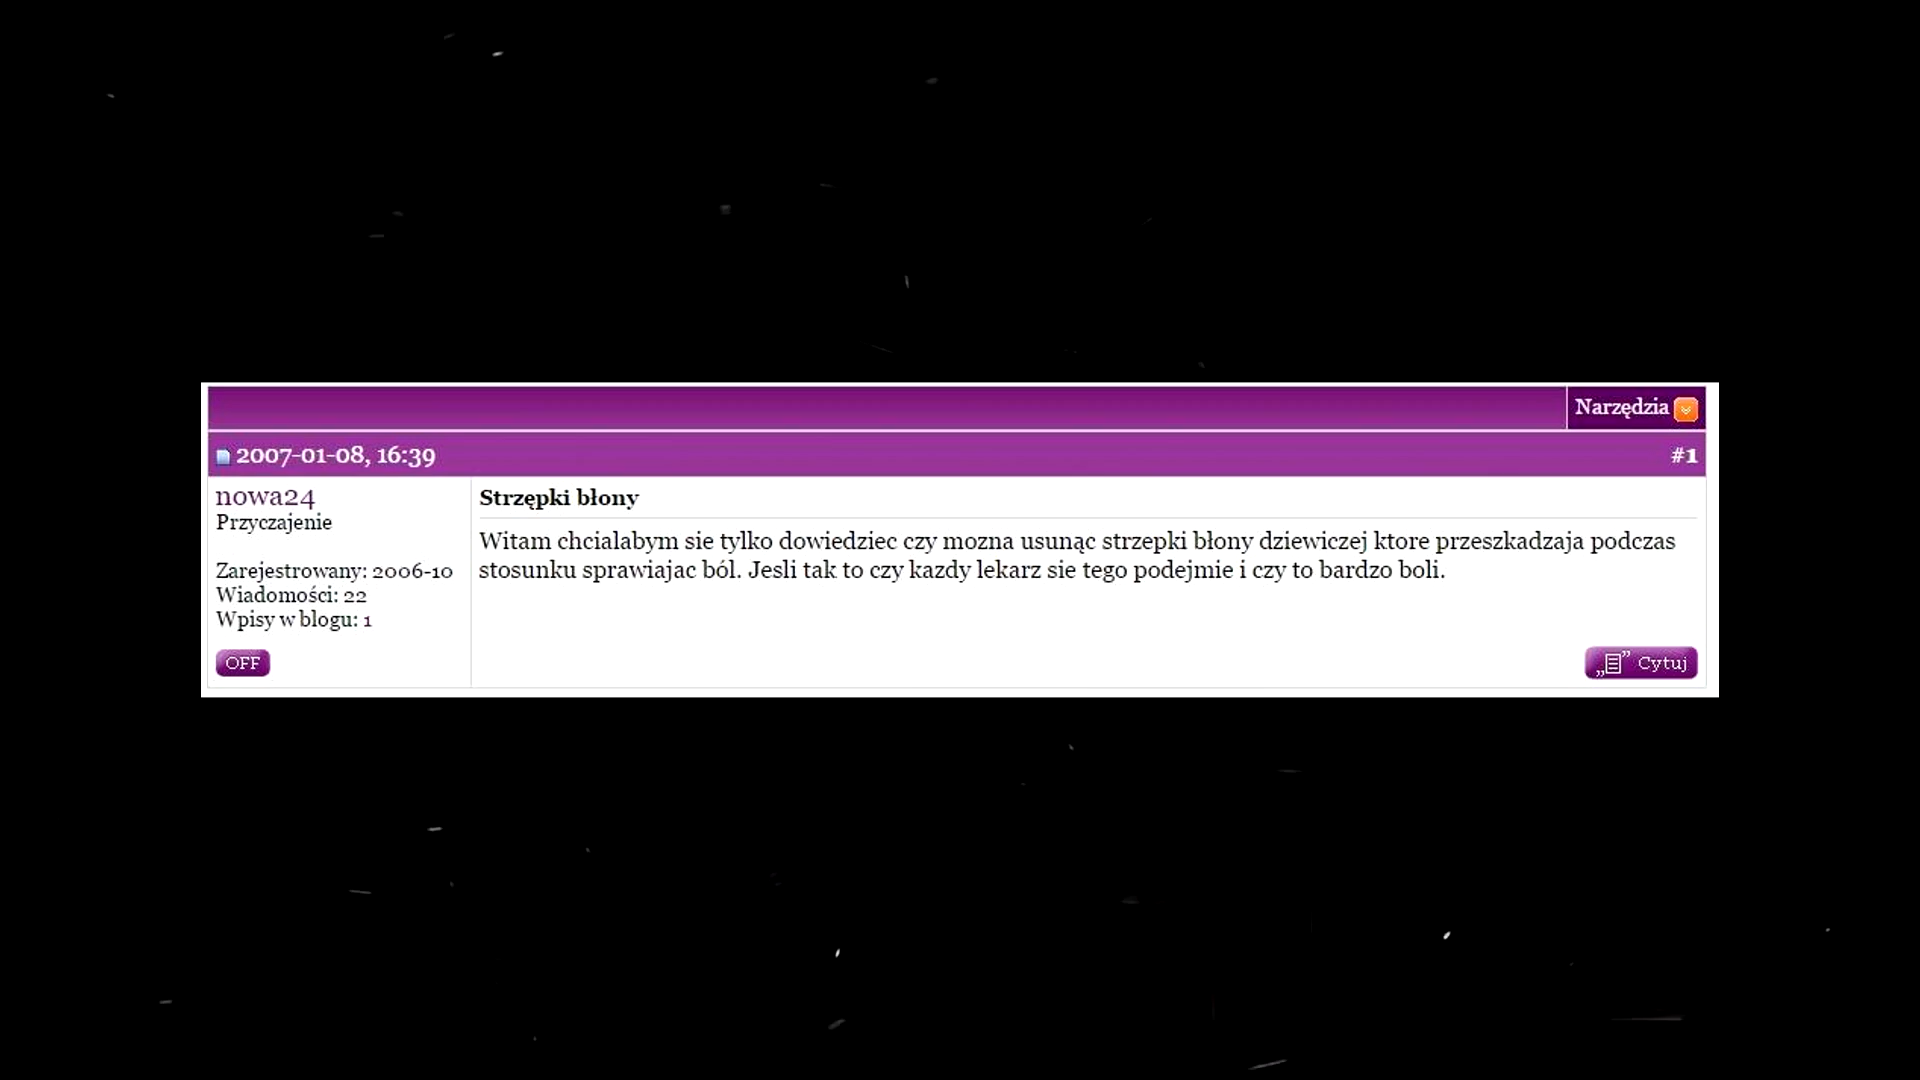 Narzędzia
2007-01-08, 16:39
#1
nowa24
Przyczajenie
Zarejestrowany: 2006-10
Wiadomości: 22
Wpisy w blogu: 1
OFF
Strzępki błony
Witam chcialabym sie tylko dowiedziec czy mozna usunąc strzepki błony dziewiczej ktore przeszkadzaja podczas
stosunku sprawiajac ból. Jesli tak to czy kazdy lekarz sie tego podejmie i czy to bardzo boli.
„ ” Cytuj